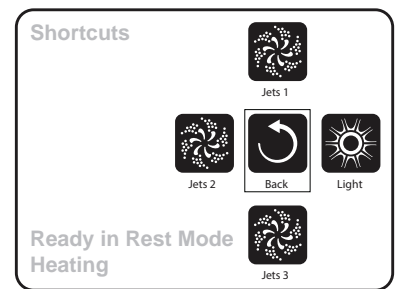 Shortcuts
Jets 1
Jets 2
Back
Light
Ready in Rest Mode
Heating
Jets 3